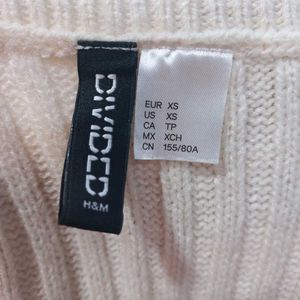 DIVIDED
H&M
EUR XS
US XS
CA TP
MX XCH
CN 155/80A